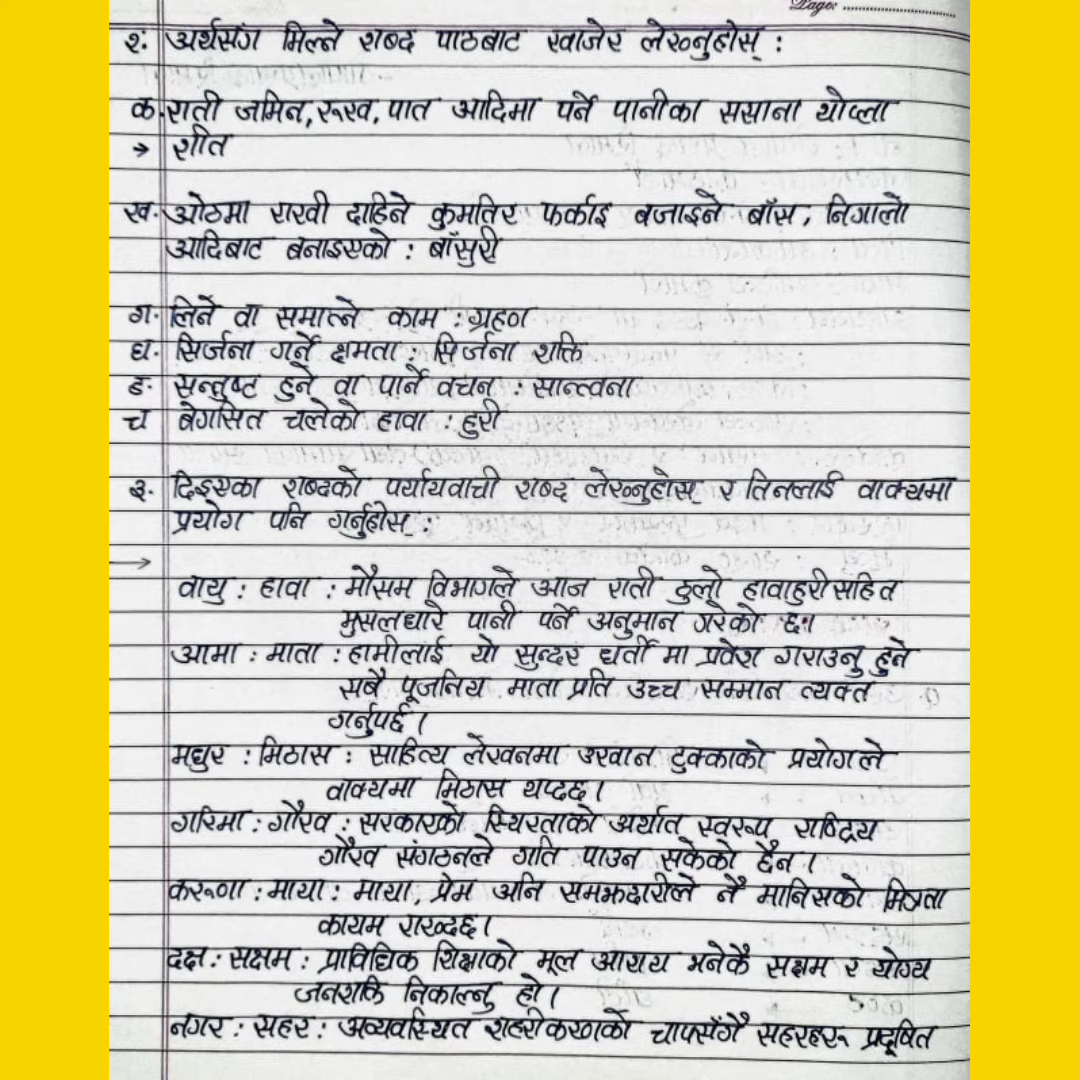 Page:
२. अर्थसंग मिल्ने शब्द पाठबाट खोजेर लेख्नुहोस् :
क. राती जमिन, रूख, पात आदिमा पर्ने पानीका ससाना थोप्ला
→ शीत
ख. ओठमा राखी दाहिने कुमतिर फर्काइ बजाइने बाँस, निगालो
आदिबाट बनाइएको : बाँसुरी
ग. लिने वा समाल्ने काम : ग्रहण
घ. सिर्जना गर्ने क्षमता : सिर्जना शक्ति
ङ. सन्तुष्ट हुने वा पार्ने वचन : सान्त्वना
च बेगसित चलेको हावा : हुरी
३. दिइएका शब्दको पर्यायवाची शब्द लेख्नुहोस् र तिनलाई वाक्यमा
प्रयोग पनि गर्नुहोस् :
→
वायु : हावा : मौसम विभागले आज राती ठुलो हावाहुरी सहित
मुसलधारे पानी पर्ने अनुमान गरेको छ।
आमा : माता : हामीलाई यो सुन्दर धर्ती मा प्रवेश गराउनु हुने
सबै पूजनिय माता प्रति उच्च सम्मान व्यक्त
गर्नुपर्छ।
मधुर : मिठास : साहित्य लेखनमा उखान टुक्काको प्रयोगले
वाक्यमा मिठास थप्दछ।
गरिमा : गौरव : सरकारको स्थिरताको अर्थात स्वरूप राष्ट्रिय
गौरव संगठनले गति पाउन सकेको छैन।
करूणा : माया : माया, प्रेम अनि समझदारीले नै मानिसको मित्रता
कायम राख्दछ।
दक्ष : सक्षम : प्राविधिक शिक्षाको मूल आशय भनेकै सक्षम र योग्य
जनशक्ति निकाल्नु हो।
नगर : सहर : अव्यवस्थित शहरीकरणको चापसँगै सहरहरू प्रदूषित